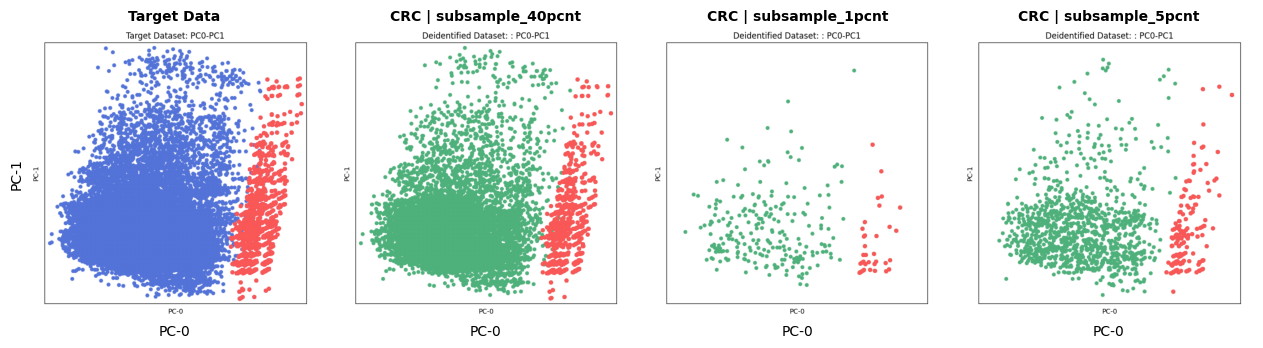 Target Data
CRC | subsample_40pcnt
CRC | subsample_1pcnt
CRC | subsample_5pcnt
Target Dataset: PC0-PC1
Deidentified Dataset: : PC0-PC1
Deidentified Dataset: : PC0-PC1
Deidentified Dataset: : PC0-PC1
PC-1
PC-1
PC-1
PC-1
PC-1
PC-0
PC-0
PC-0
PC-0
PC-0
PC-0
PC-0
PC-0